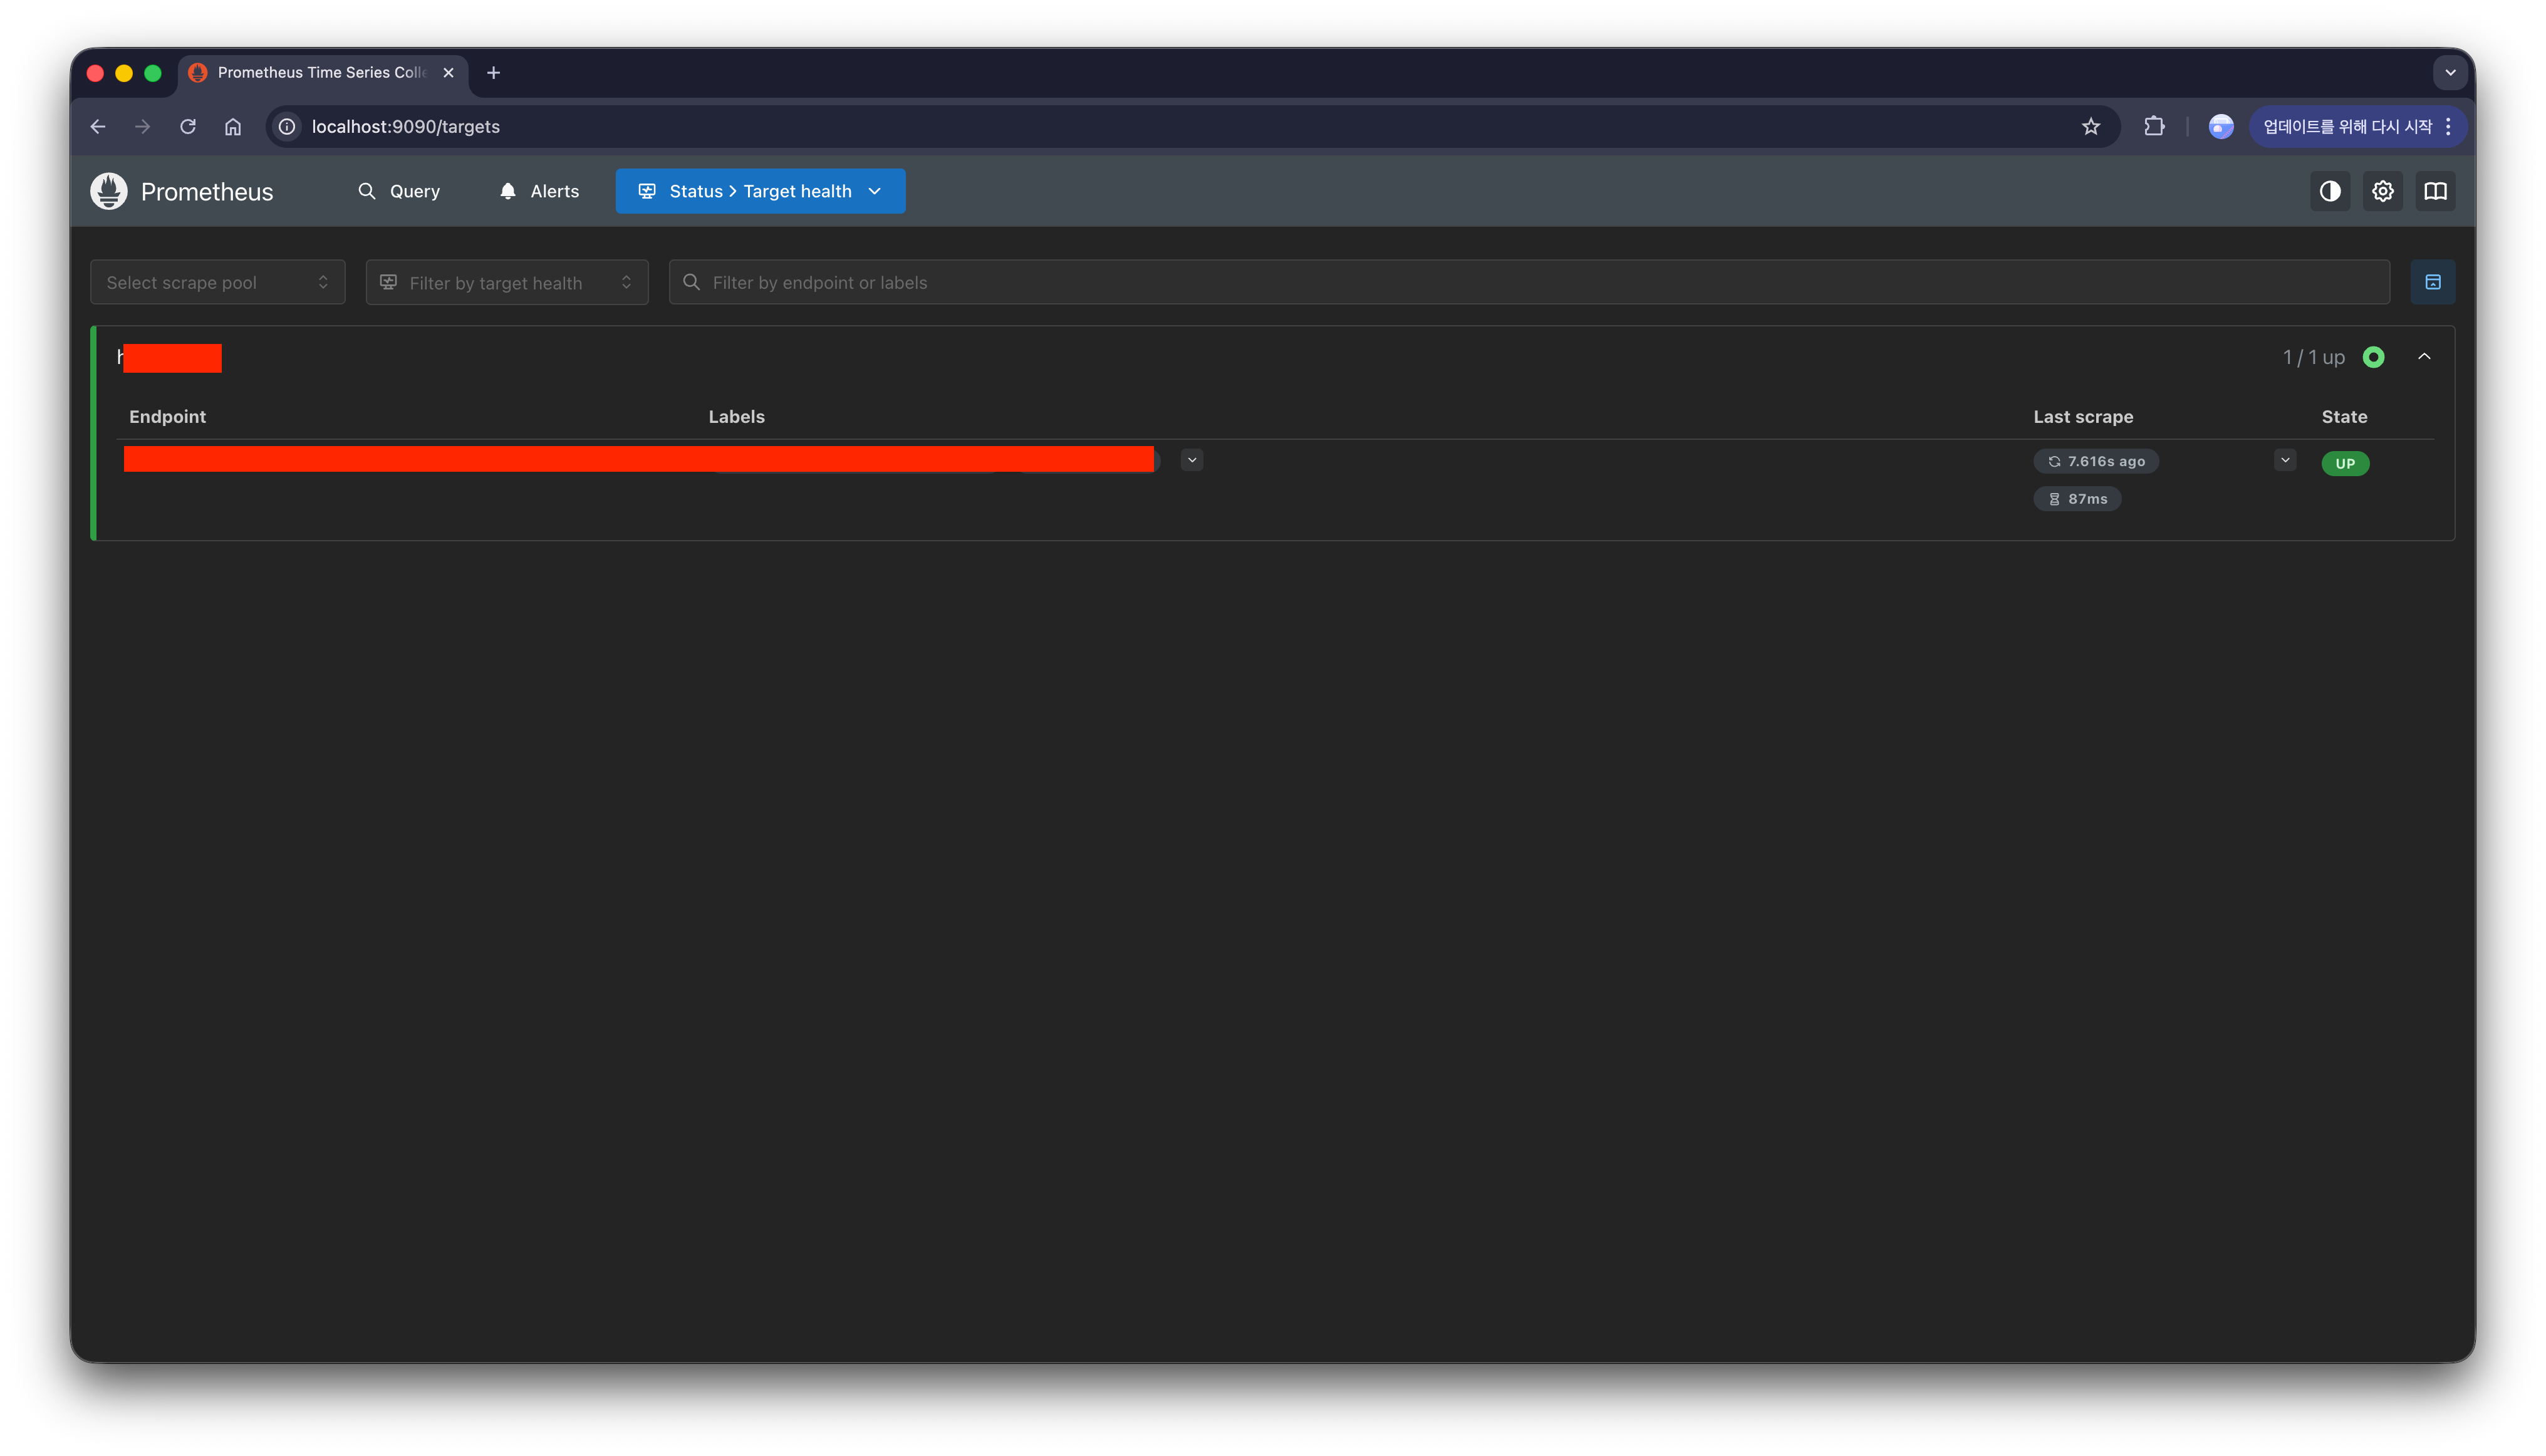 Prometheus Time Series Colle
localhost:9090/targets
업데이트를 위해 다시 시작
Prometheus
Query
Alerts
Status > Target health
Select scrape pool
Filter by target health
Filter by endpoint or labels
1 / 1 up
Endpoint Labels Last scrape State
7.616s ago UP
87ms